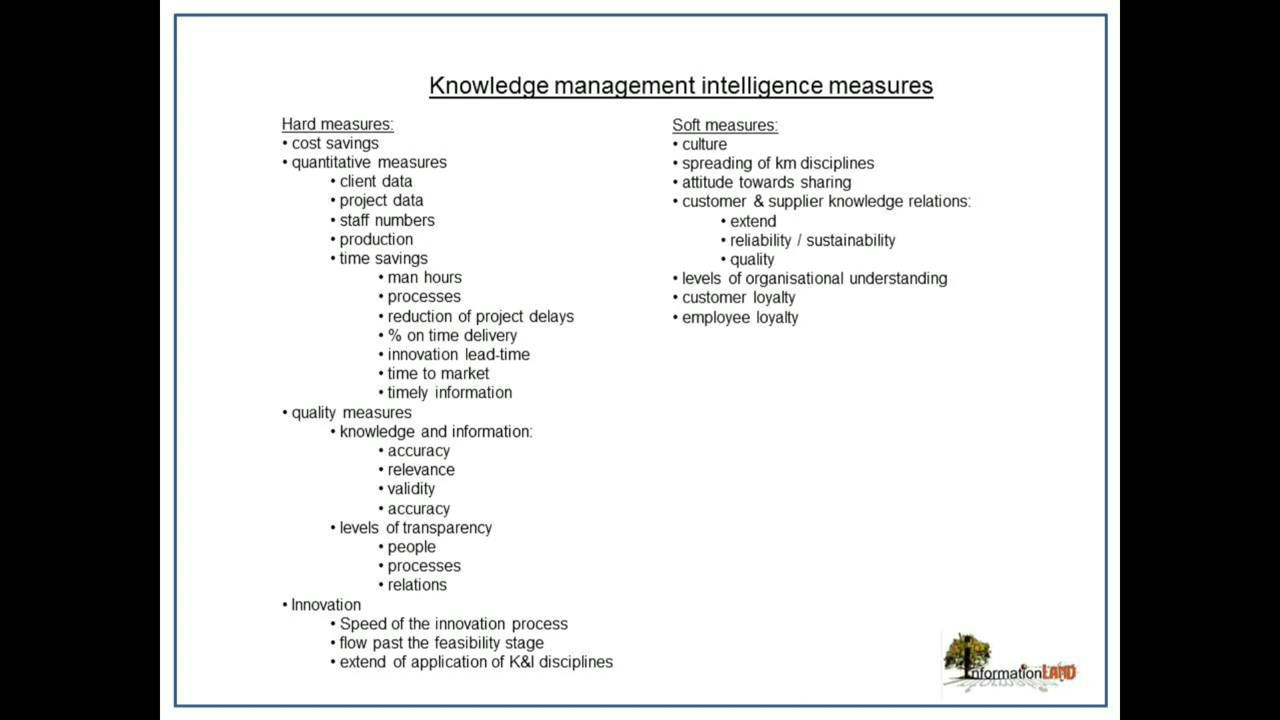 Knowledge management intelligence measures
Hard measures:
• cost savings
• quantitative measures
• client data
• project data
• staff numbers
• production
• time savings
• man hours
• processes
• reduction of project delays
• % on time delivery
• innovation lead-time
• time to market
• timely information
• quality measures
• knowledge and information:
• accuracy
• relevance
• validity
• accuracy
• levels of transparency
• people
• processes
• relations
• Innovation
• Speed of the innovation process
• flow past the feasibility stage
• extend of application of K&I disciplines
Soft measures:
• culture
• spreading of km disciplines
• attitude towards sharing
• customer & supplier knowledge relations:
• extend
• reliability / sustainability
• quality
• levels of organisational understanding
• customer loyalty
• employee loyalty
InformationLAND